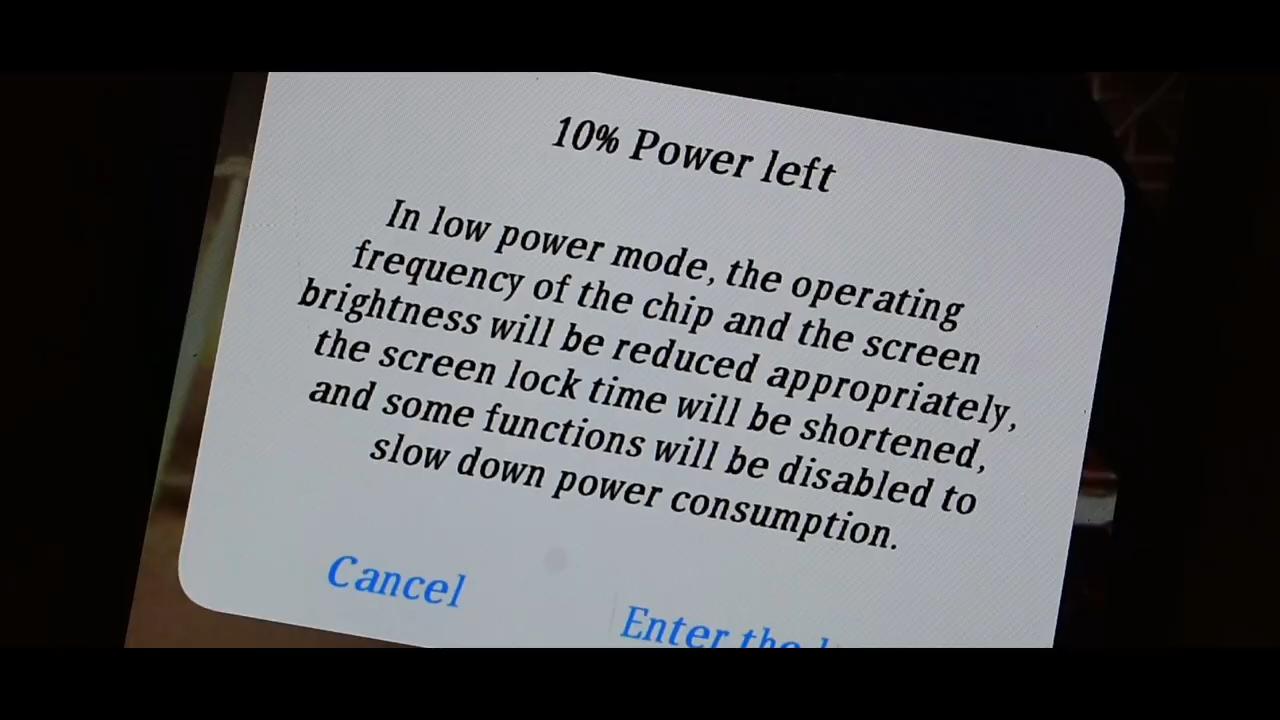 10% Power left
In low power mode, the operating
frequency of the chip and the screen
brightness will be reduced appropriately,
the screen lock time will be shortened,
and some functions will be disabled to
slow down power consumption.
Cancel
Enter the